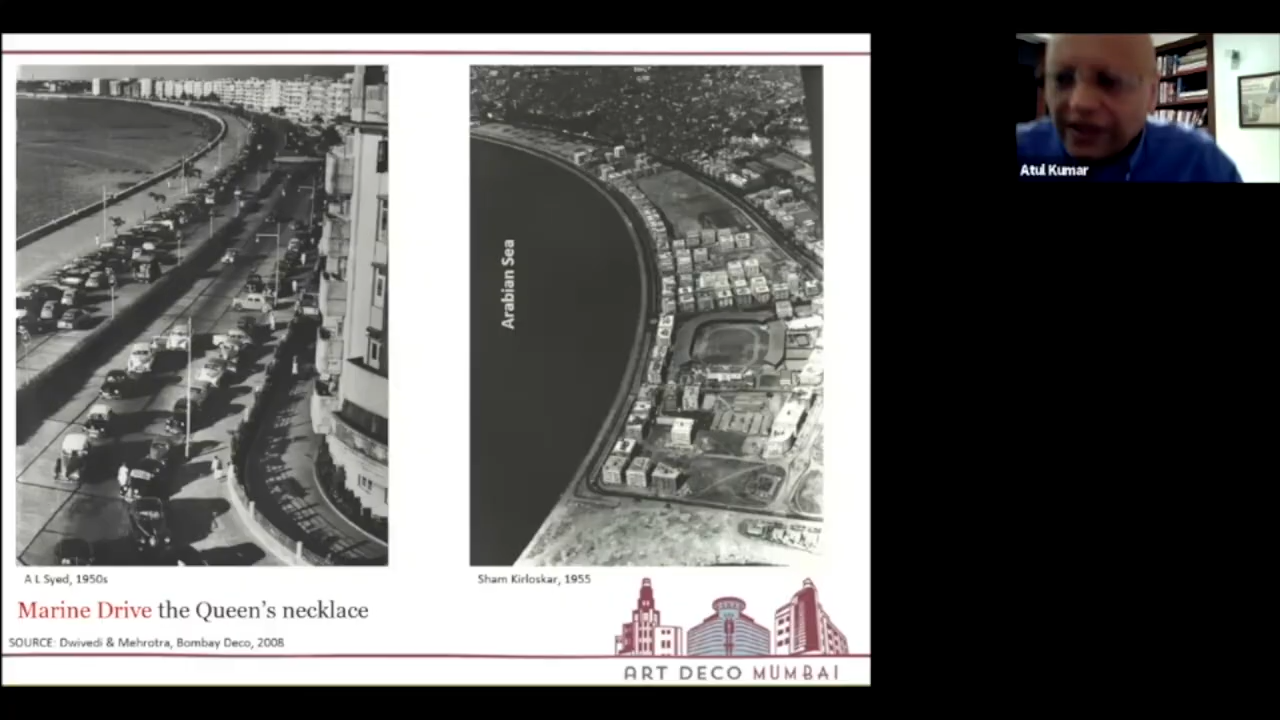 Atul Kumar
Arabian Sea
A L Syed, 1950s
Sham Kirloskar, 1955
Marine Drive the Queen's necklace
SOURCE: Dwivedi & Mehrotra, Bombay Deco, 2008
ART DECO MUMBAI